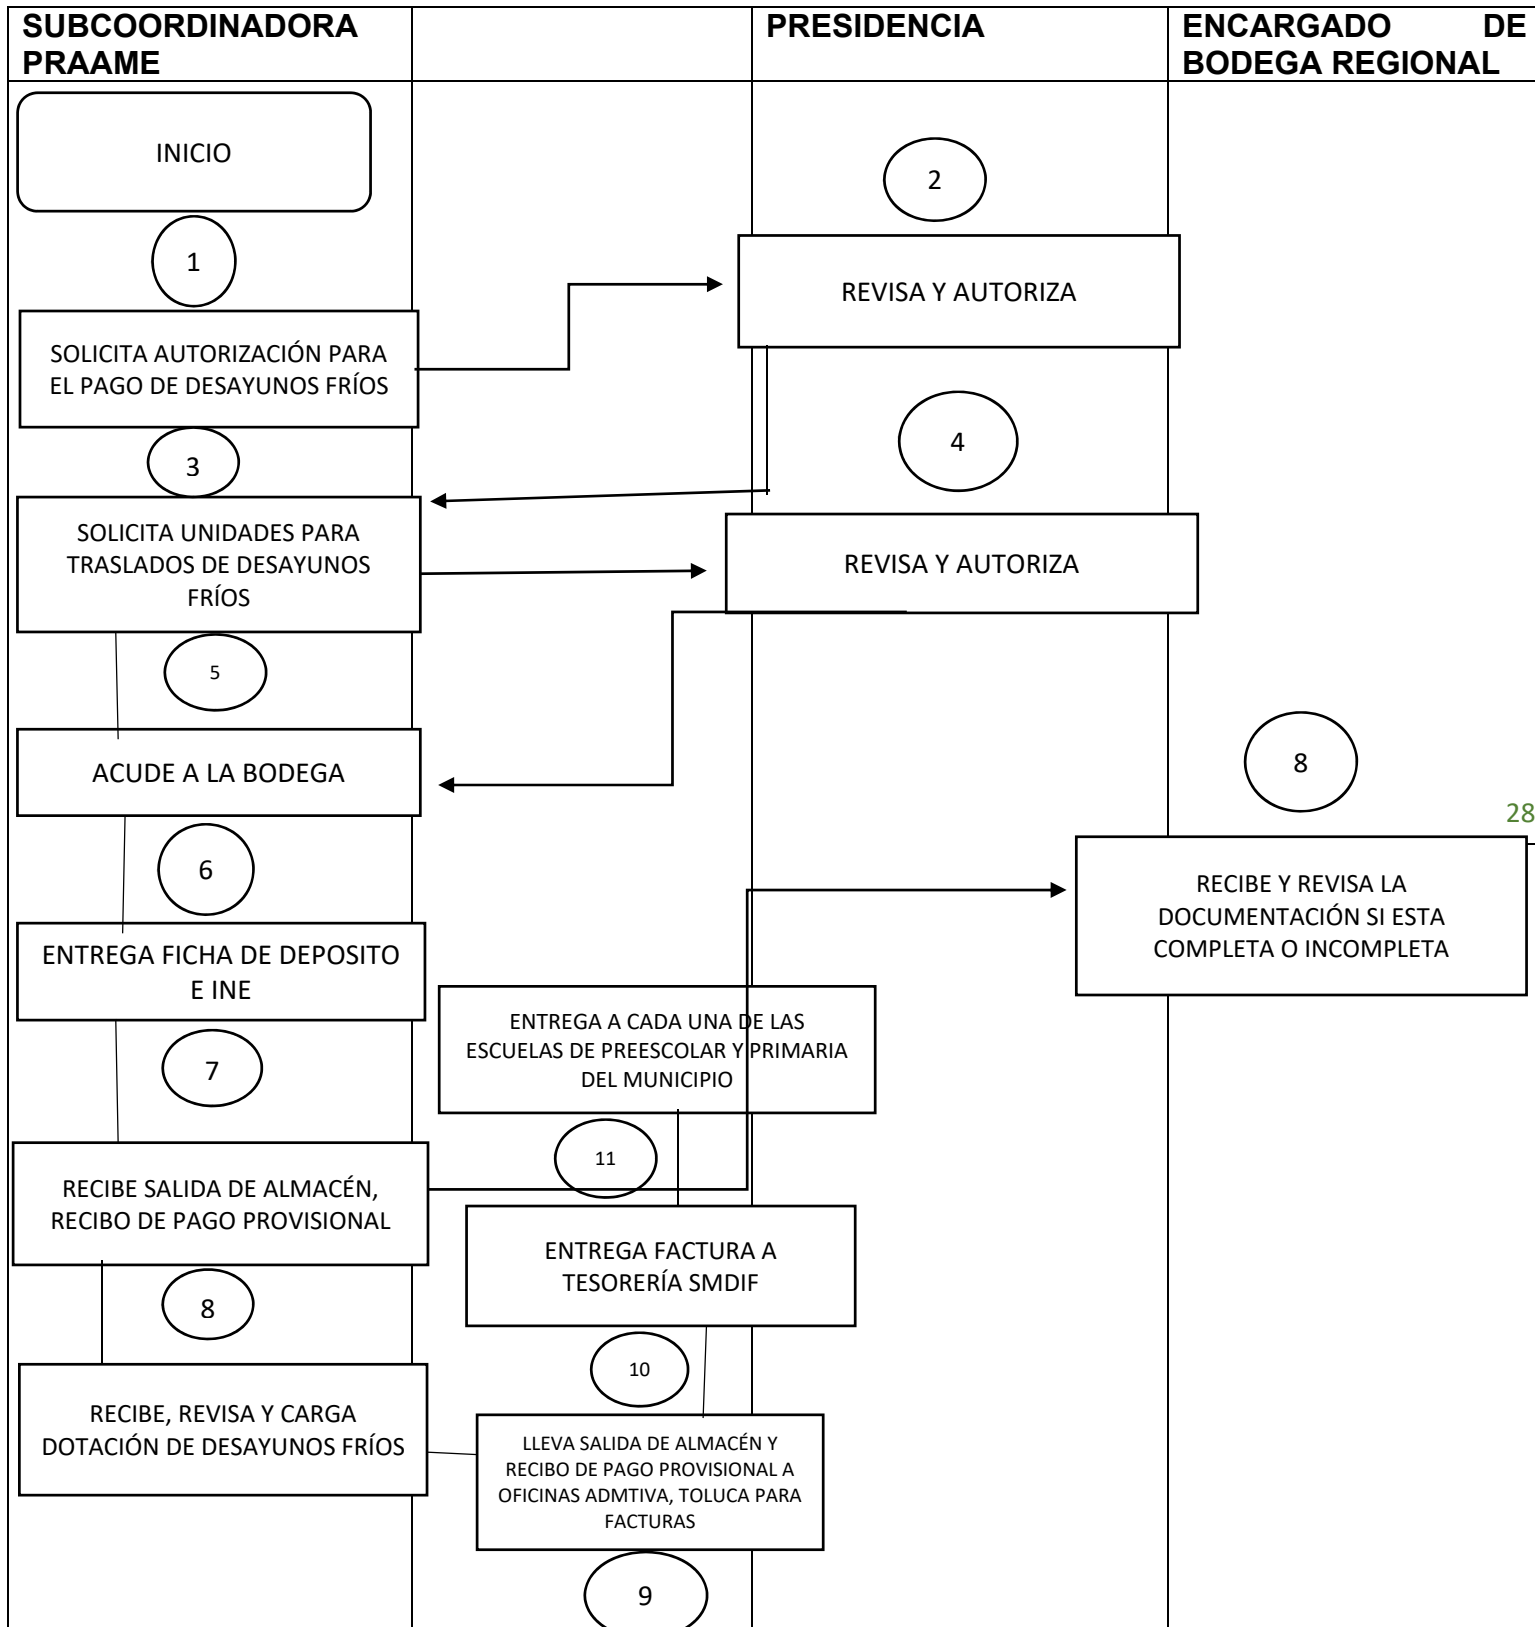 SUBCOORDINADORA
PRAAME
PRESIDENCIA
ENCARGADO DE
BODEGA REGIONAL
INICIO
1
2
REVISA Y AUTORIZA
SOLICITA AUTORIZACIÓN PARA
EL PAGO DE DESAYUNOS FRÍOS
3
4
SOLICITA UNIDADES PARA
TRASLADOS DE DESAYUNOS
FRÍOS
REVISA Y AUTORIZA
5
ACUDE A LA BODEGA
8
28
6
RECIBE Y REVISA LA
DOCUMENTACIÓN SI ESTA
COMPLETA O INCOMPLETA
ENTREGA FICHA DE DEPOSITO
E INE
ENTREGA A CADA UNA DE LAS
ESCUELAS DE PREESCOLAR Y PRIMARIA
DEL MUNICIPIO
7
11
RECIBE SALIDA DE ALMACÉN,
RECIBO DE PAGO PROVISIONAL
ENTREGA FACTURA A
TESORERÍA SMDIF
8
10
RECIBE, REVISA Y CARGA
DOTACIÓN DE DESAYUNOS FRÍOS
LLEVA SALIDA DE ALMACÉN Y
RECIBO DE PAGO PROVISIONAL A
OFICINAS ADMTIVA, TOLUCA PARA
FACTURAS
9